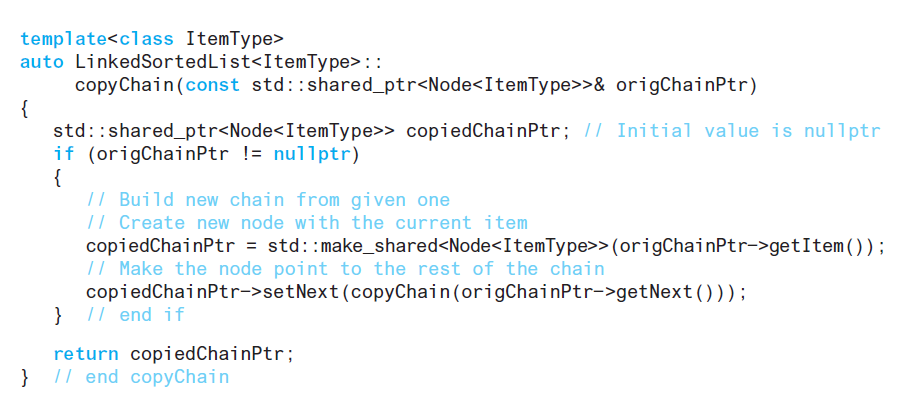 template<class ItemType>
auto LinkedSortedList<ItemType>::
     copyChain(const std::shared_ptr<Node<ItemType>>& origChainPtr)
{
   std::shared_ptr<Node<ItemType>> copiedChainPtr; // Initial value is nullptr
   if (origChainPtr != nullptr)
   {
      // Build new chain from given one
      // Create new node with the current item
      copiedChainPtr = std::make_shared<Node<ItemType>>(origChainPtr->getItem());
      // Make the node point to the rest of the chain
      copiedChainPtr->setNext(copyChain(origChainPtr->getNext()));
   }  // end if
   return copiedChainPtr;
}  // end copyChain